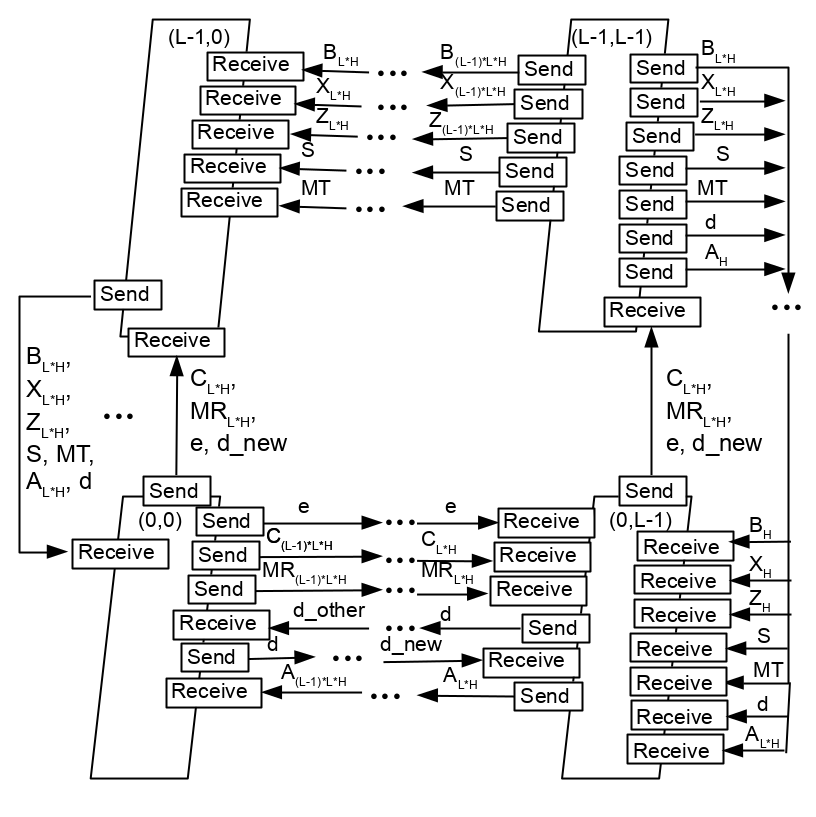 (L-1,0)
Receive
Receive
Receive
Receive
Receive
B_{L*H} ... B_{(L-1)*L*H}
X_{L*H} ... X_{(L-1)*L*H}
Z_{L*H} ... Z_{(L-1)*L*H}
S ... S
MT ... MT
(L-1,L-1)
Send
Send
Send
Send
Send
Send B_{L*H}
Send X_{L*H}
Send Z_{L*H}
Send S
Send MT
Send d
Send A_H
Receive
...
Send
Receive
B_{L*H},
X_{L*H},
Z_{L*H},
S, MT,
A_{L*H}, d
...
C_{L*H},
MR_{L*H},
e, d_new
C_{L*H},
MR_{L*H},
e, d_new
Send
(0,0)
Receive
Send e ... e Receive
Send C_{(L-1)*L*H} ... C_{L*H} Receive
Send MR_{(L-1)*L*H} ... MR_{L*H} Receive
Receive d_other ... d Send
Send d ... d_new Receive
Receive A_{(L-1)*L*H} ... A_{L*H} Send
Send
(0,L-1)
Receive B_H
Receive X_H
Receive Z_H
Receive S
Receive MT
Receive d
Receive A_{L*H}